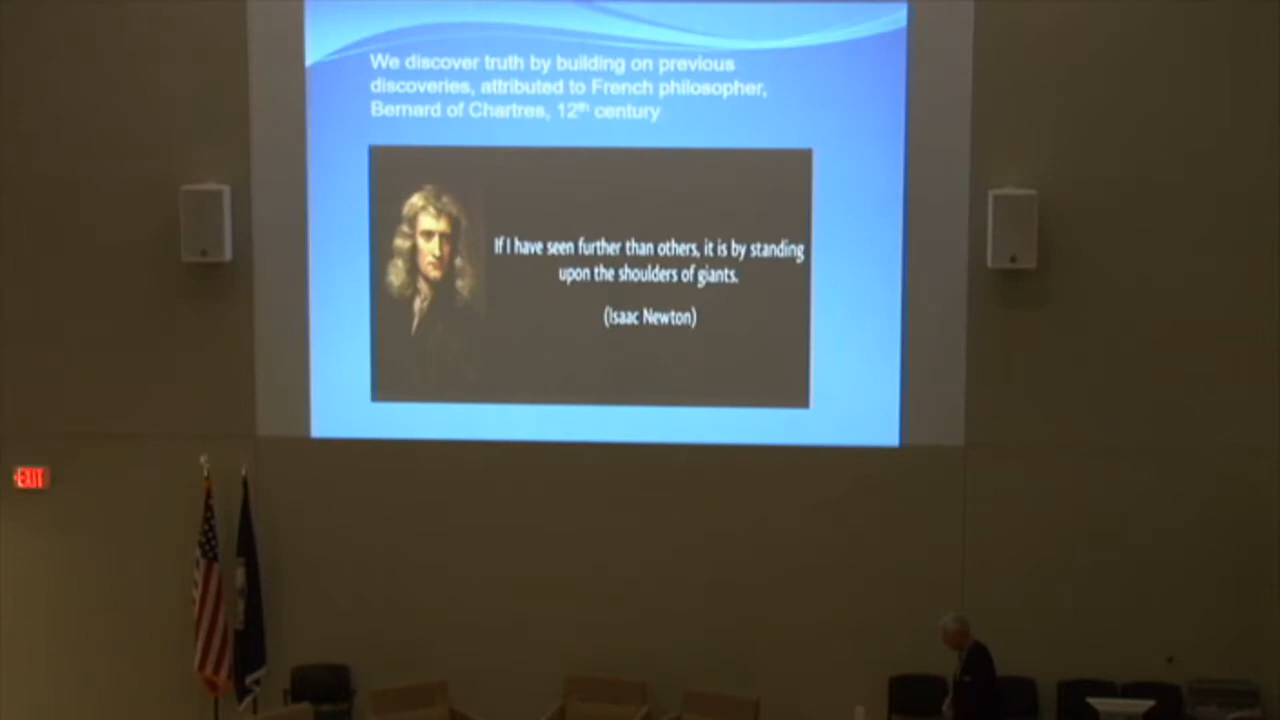 We discover truth by building on previous
discoveries, attributed to French philosopher,
Bernard of Chartres, 12th century
If I have seen further than others, it is by standing
upon the shoulders of giants.
(Isaac Newton)
EXIT